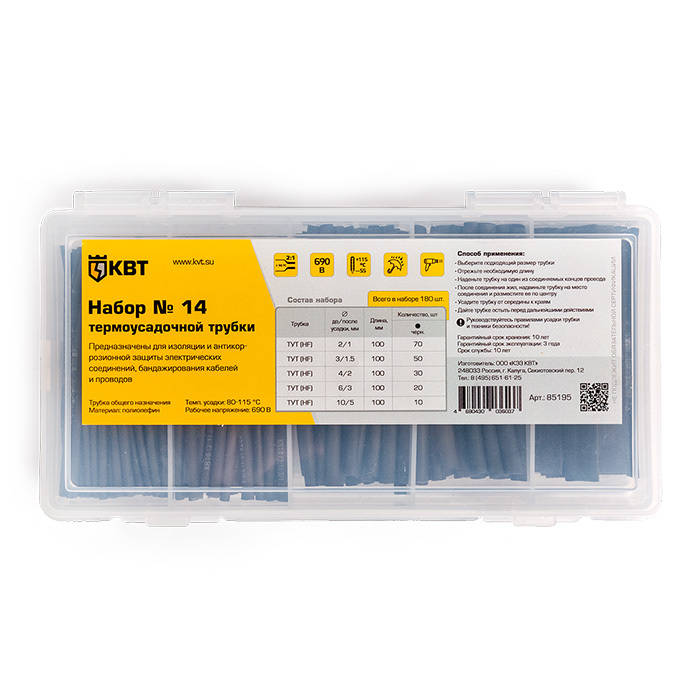 КВТ
www.kvt.su
Набор № 14
термоусадочной трубки
Предназначены для изоляции и антикор-
розионной защиты электрических
соединений, бандажирования кабелей
и проводов
Трубка общего назначения
Материал: полиолефин
Темп. усадки: 80-115 °С
Рабочее напряжение: 690 В
2:1
690
В
+115
°С
-55
Состав набора
Всего в наборе 180 шт.
Трубка
Ø до/после усадки, мм
Длина, мм
Количество, шт
черн.
ТУТ (HF) 2/1 100 70
ТУТ (HF) 3/1.5 100 50
ТУТ (HF) 4/2 100 30
ТУТ (HF) 6/3 100 20
ТУТ (HF) 10/5 100 10
Способ применения:
- Выберите подходящий размер трубки
- Отрежьте необходимую длину
- Наденьте трубку на один из соединяемых концов провода
- После соединения жил, надвиньте трубку на место
соединения и разместите ее по центру
- Усадите трубку от середины к краям
- Дайте трубке остыть перед дальнейшими действиями
Руководствуйтесь правилами усадки трубки
и техники безопасности!
Гарантийный срок хранения: 10 лет
Гарантийный срок эксплуатации: 3 года
Срок службы: 10 лет
Изготовитель: ООО «КЭЗ КВТ»
248033 Россия, г. Калуга, Секиотовский пер. 12
Тел.: 8 (495) 651-61-25
4 690430 036037
Арт.: 85195
НЕ ПОДЛЕЖИТ ОБЯЗАТЕЛЬНОЙ СЕРТИФИКАЦИИ